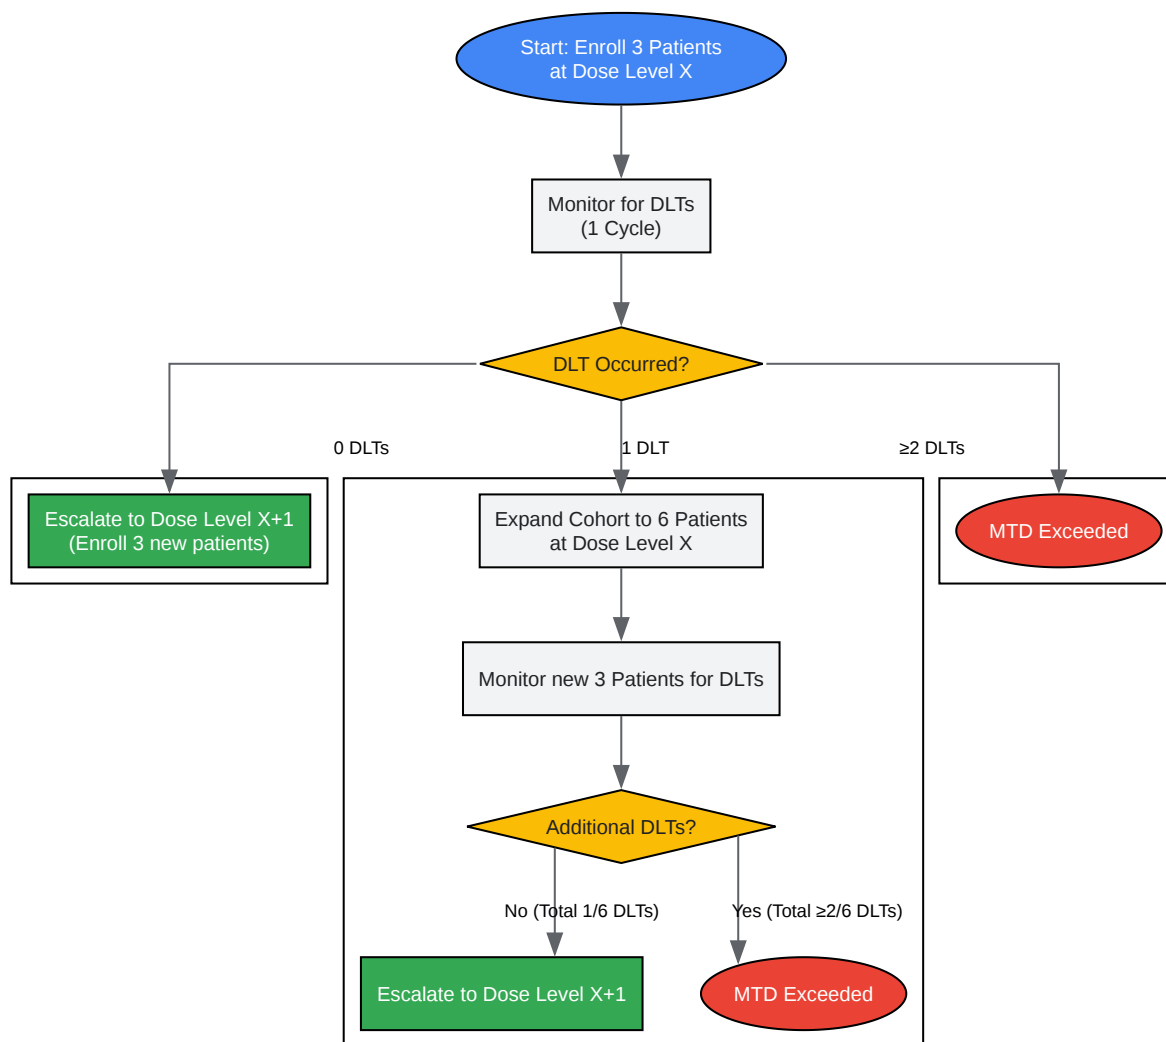 Start: Enroll 3 Patients
at Dose Level X
Monitor for DLTs
(1 Cycle)
DLT Occurred?
0 DLTs
1 DLT
≥2 DLTs
Escalate to Dose Level X+1
(Enroll 3 new patients)
Expand Cohort to 6 Patients
at Dose Level X
MTD Exceeded
Monitor new 3 Patients for DLTs
Additional DLTs?
No (Total 1/6 DLTs)
Yes (Total ≥2/6 DLTs)
Escalate to Dose Level X+1
MTD Exceeded